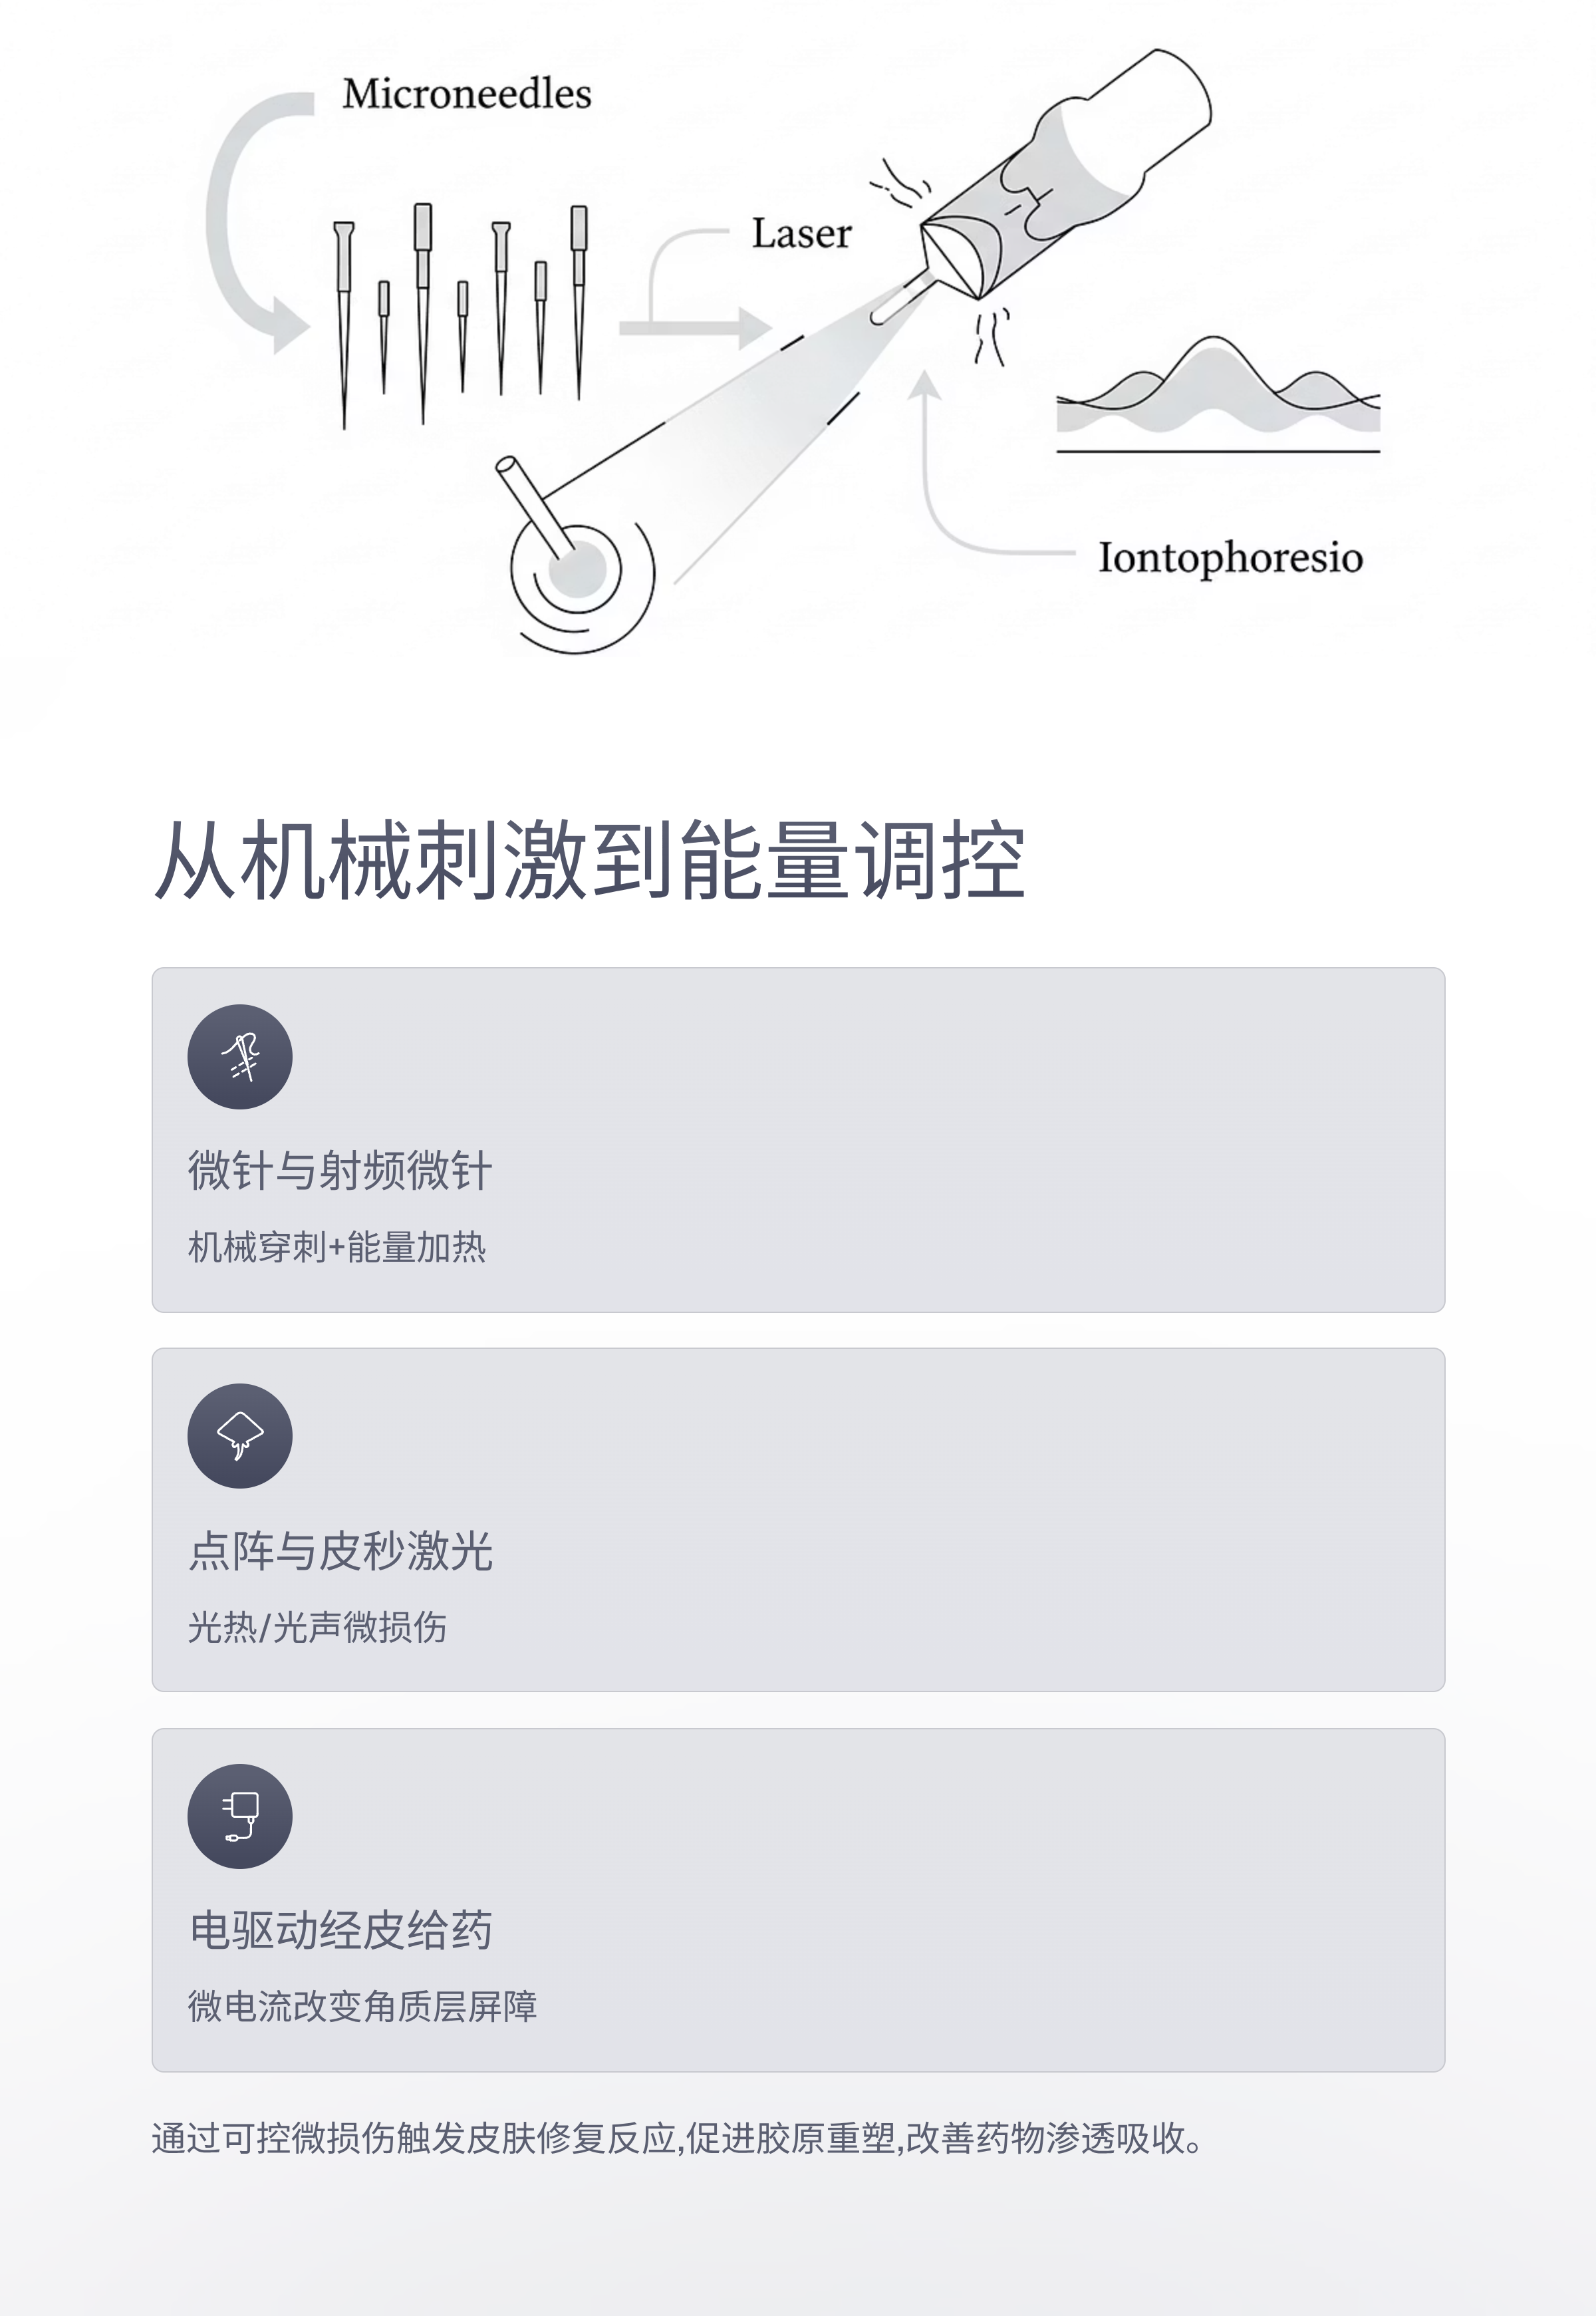 Microneedles
Laser
Iontophoresio
从机械刺激到能量调控
微针与射频微针
机械穿刺+能量加热
点阵与皮秒激光
光热/光声微损伤
电驱动经皮给药
微电流改变角质层屏障
通过可控微损伤触发皮肤修复反应,促进胶原重塑,改善药物渗透吸收。